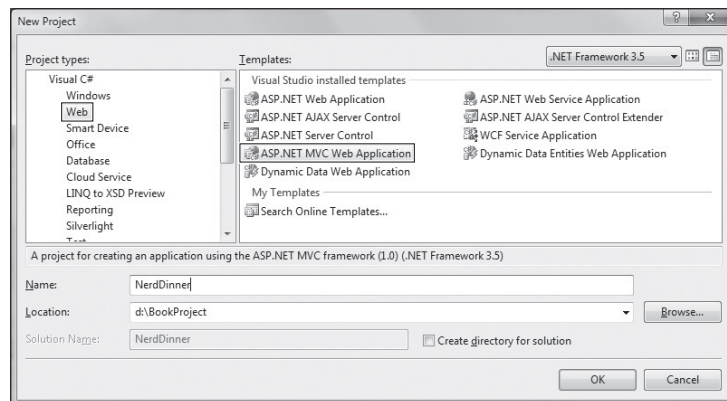 New Project
Project types:
Templates:
.NET Framework 3.5
Visual C#
Windows
Web
Smart Device
Office
Database
Cloud Service
LINQ to XSD Preview
Reporting
Silverlight
Visual Studio installed templates
ASP.NET Web Application
ASP.NET Web Service Application
ASP.NET AJAX Server Control
ASP.NET AJAX Server Control Extender
ASP.NET Server Control
WCF Service Application
ASP.NET MVC Web Application
Dynamic Data Entities Web Application
Dynamic Data Web Application
My Templates
Search Online Templates...
A project for creating an application using the ASP.NET MVC framework (1.0) (.NET Framework 3.5)
Name:
NerdDinner
Location:
d:\BookProject
Browse...
Solution Name:
NerdDinner
Create directory for solution
OK
Cancel